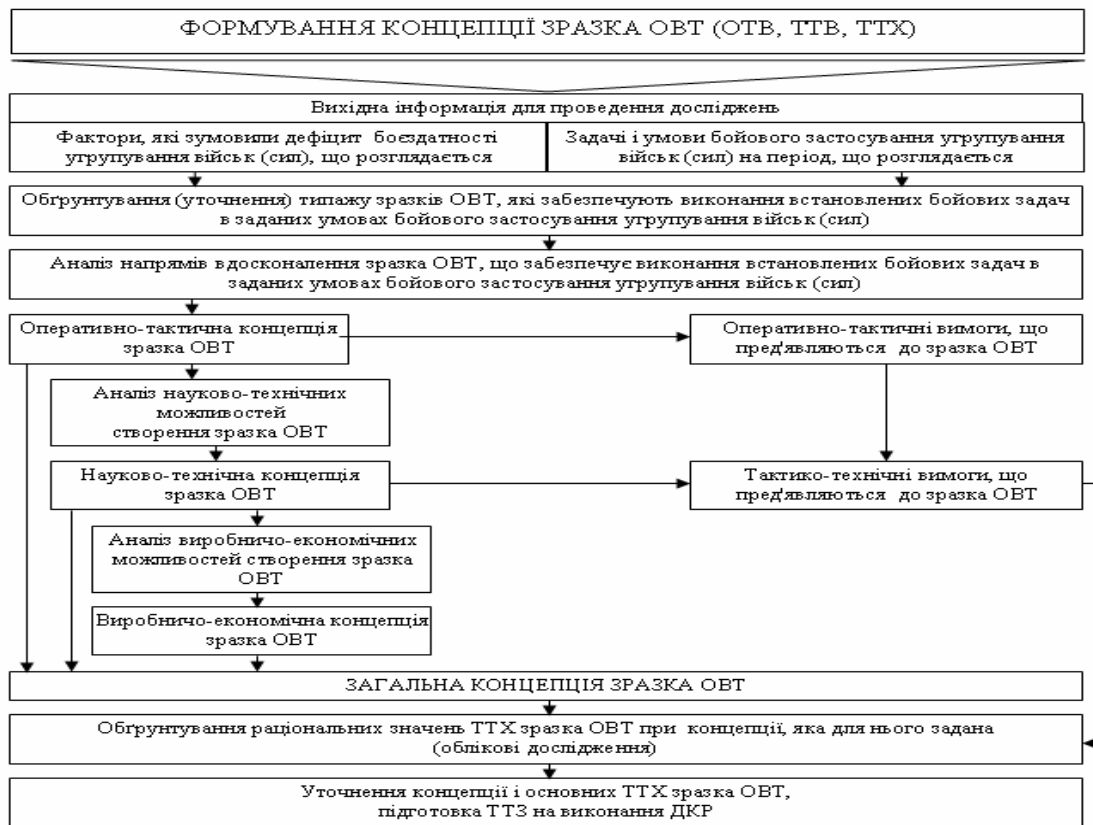 ФОРМУВАННЯ КОНЦЕПЦІЇ ЗРАЗКА ОВТ (ОТВ, ТТВ, ТТХ)
Вихідна інформація для проведення досліджень
Фактори, які зумовили дефіцит боєздатності
угрупування військ (сил), що розглядається
Задачі і умови бойового застосування угрупування
військ (сил) на період, що розглядається
Обґрунтування (уточнення) типажу зразків ОВТ, які забезпечують виконання встановлених бойових задач
в заданих умовах бойового застосування угрупування військ (сил)
Аналіз напрямів вдосконалення зразка ОВТ, що забезпечує виконання встановлених бойових задач в
заданих умовах бойового застосування угрупування військ (сил)
Оперативно-тактична концепція
зразка ОВТ
Оперативно-тактичні вимоги, що
пред'являються до зразка ОВТ
Аналіз науково-технічних
можливостей
створення зразка ОВТ
Науково-технічна концепція
зразка ОВТ
Тактико-технічні вимоги, що
пред'являються до зразка ОВТ
Аналіз виробничо-економічних
можливостей створення зразка
ОВТ
Виробничо-економічна концепція
зразка ОВТ
ЗАГАЛЬНА КОНЦЕПЦІЯ ЗРАЗКА ОВТ
Обґрунтування раціональних значень ТТХ зразка ОВТ при концепції, яка для нього задана
(облікові дослідження)
Уточнення концепції і основних ТТХ зразка ОВТ,
підготовка ТТЗ на виконання ДКР